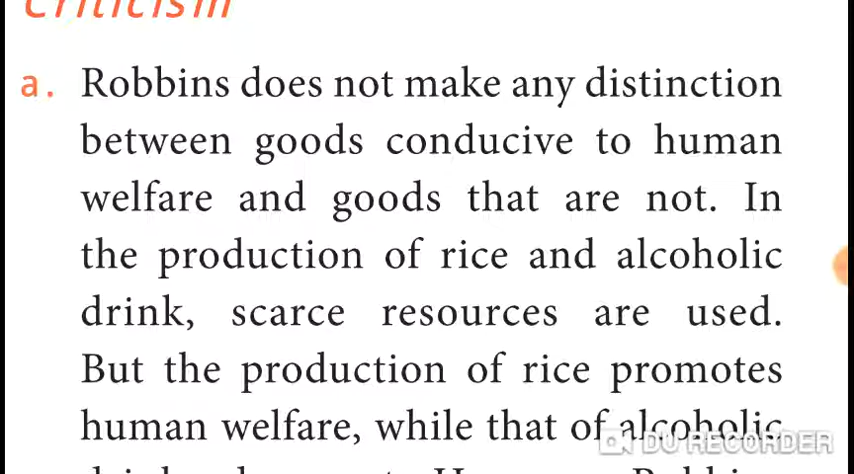 Criticism
a. Robbins does not make any distinction
between goods conducive to human
welfare and goods that are not. In
the production of rice and alcoholic
drink, scarce resources are used.
But the production of rice promotes
human welfare, while that of alcoholic
DU RECORDER